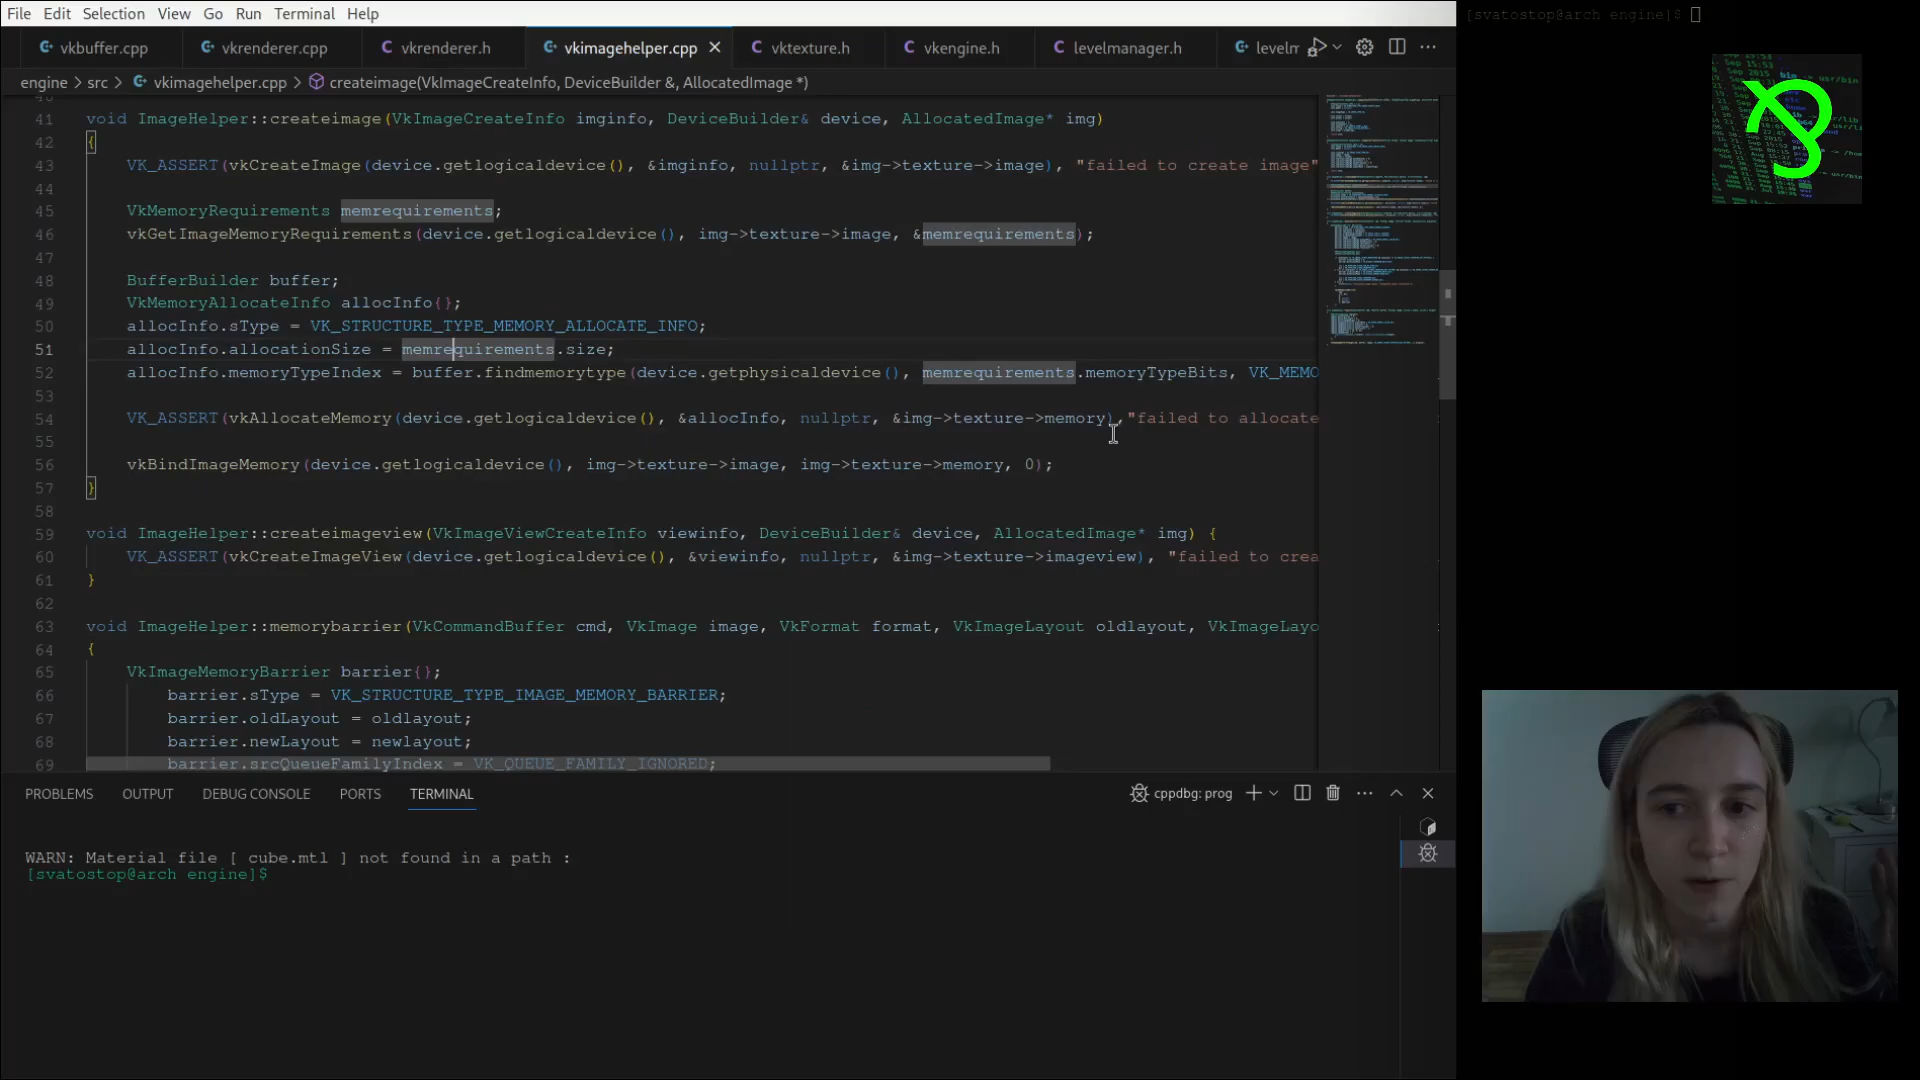 File Edit Selection View Go Run Terminal Help
[svatostop@arch engine]$
vkbuffer.cpp vkrenderer.cpp vkrenderer.h vkimagehelper.cpp vktexture.h vkengine.h levelmanager.h levelm
engine > src > vkimagehelper.cpp > createimage(VkImageCreateInfo, DeviceBuilder &, AllocatedImage *)
41 void ImageHelper::createimage(VkImageCreateInfo imginfo, DeviceBuilder& device, AllocatedImage* img)
42 {
43 VK_ASSERT(vkCreateImage(device.getlogicaldevice(), &imginfo, nullptr, &img->texture->image), "failed to create image"
44
45 VkMemoryRequirements memrequirements;
46 vkGetImageMemoryRequirements(device.getlogicaldevice(), img->texture->image, &memrequirements);
47
48 BufferBuilder buffer;
49 VkMemoryAllocateInfo allocInfo{};
50 allocInfo.sType = VK_STRUCTURE_TYPE_MEMORY_ALLOCATE_INFO;
51 allocInfo.allocationSize = memrequirements.size;
52 allocInfo.memoryTypeIndex = buffer.findmemorytype(device.getphysicaldevice(), memrequirements.memoryTypeBits, VK_MEMO
53
54 VK_ASSERT(vkAllocateMemory(device.getlogicaldevice(), &allocInfo, nullptr, &img->texture->memory),"failed to allocate
55
56 vkBindImageMemory(device.getlogicaldevice(), img->texture->image, img->texture->memory, 0);
57 }
58
59 void ImageHelper::createimageview(VkImageViewCreateInfo viewinfo, DeviceBuilder& device, AllocatedImage* img) {
60 VK_ASSERT(vkCreateImageView(device.getlogicaldevice(), &viewinfo, nullptr, &img->texture->imageview), "failed to crea
61 }
62
63 void ImageHelper::memorybarrier(VkCommandBuffer cmd, VkImage image, VkFormat format, VkImageLayout oldlayout, VkImageLayo
64 {
65 VkImageMemoryBarrier barrier{};
66 barrier.sType = VK_STRUCTURE_TYPE_IMAGE_MEMORY_BARRIER;
67 barrier.oldLayout = oldlayout;
68 barrier.newLayout = newlayout;
69 barrier.srcQueueFamilyIndex = VK_QUEUE_FAMILY_IGNORED;
PROBLEMS OUTPUT DEBUG CONSOLE PORTS TERMINAL cppdbg: prog
WARN: Material file [ cube.mtl ] not found in a path :
[svatostop@arch engine]$